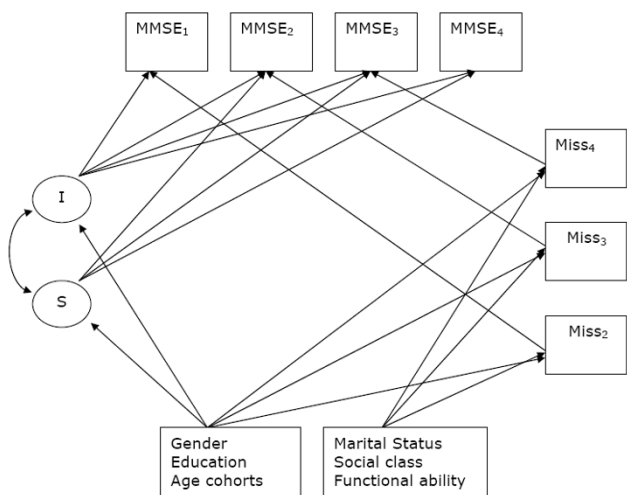 MMSE₁ MMSE₂ MMSE₃ MMSE₄
Miss₄
I
Miss₃
S
Miss₂
Gender
Education
Age cohorts
Marital Status
Social class
Functional ability